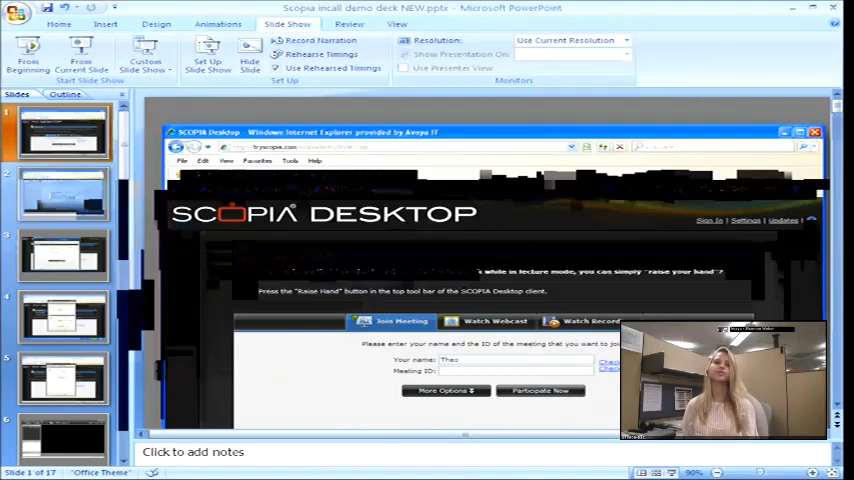 Scopia incall demo deck NEW.pptx - Microsoft PowerPoint
Home Insert Design Animations Slide Show Review View
From Beginning
From Current Slide
Custom Slide Show
Set Up Slide Show
Hide Slide
Record Narration
Rehearse Timings
Use Rehearsed Timings
Resolution: Use Current Resolution
Show Presentation On:
Use Presenter View
Start Slide Show Set Up Monitors
Slides Outline
1
2
3
4
5
6
SCOPIA Desktop - Windows Internet Explorer provided by Avaya IT
File Edit View Favorites Tools Help
SCOPIA DESKTOP
Sign In | Settings | Updates |
while in lecture mode, you can simply "raise your hand"?
Press the "Raise Hand" button in the top tool bar of the SCOPIA Desktop client.
Join Meeting Watch Webcast Watch Record
Please enter your name and the ID of the meeting that you want to
Your name: Theo
Meeting ID:
More Options Participate Now
Click to add notes
Slide 1 of 17 "Office Theme" 90%